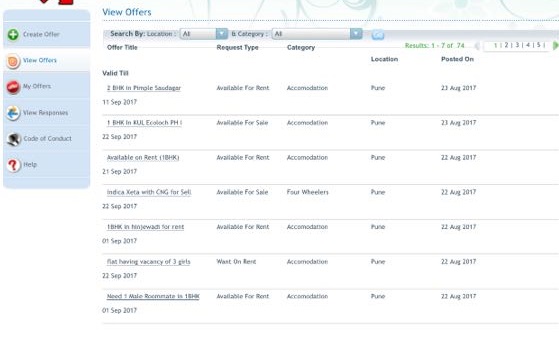 View Offers
Create Offer
View Offers
My Offers
View Responses
Code of Conduct
Help
Search By: Location : All & Category : All Go
Results: 1 - 7 of 74 1 | 2 | 3 | 4 | 5 |
Offer Title Request Type Category Location Posted On
Valid Till
2 BHK in Pimple Saudagar Available For Rent Accomodation Pune 23 Aug 2017
11 Sep 2017
1 BHK in KUL Ecoloch PH I Available For Sale Accomodation Pune 23 Aug 2017
22 Sep 2017
Available on Rent (1BHK) Available For Rent Accomodation Pune 22 Aug 2017
21 Sep 2017
Indica Xeta with CNG for Sell Available For Sale Four Wheelers Pune 22 Aug 2017
22 Sep 2017
1BHK in hinjewadi for rent Available For Rent Accomodation Pune 22 Aug 2017
01 Sep 2017
flat having vacancy of 3 girls Want On Rent Accomodation Pune 22 Aug 2017
22 Sep 2017
Need 1 Male Roommate in 1BHK Available For Rent Accomodation Pune 22 Aug 2017
01 Sep 2017